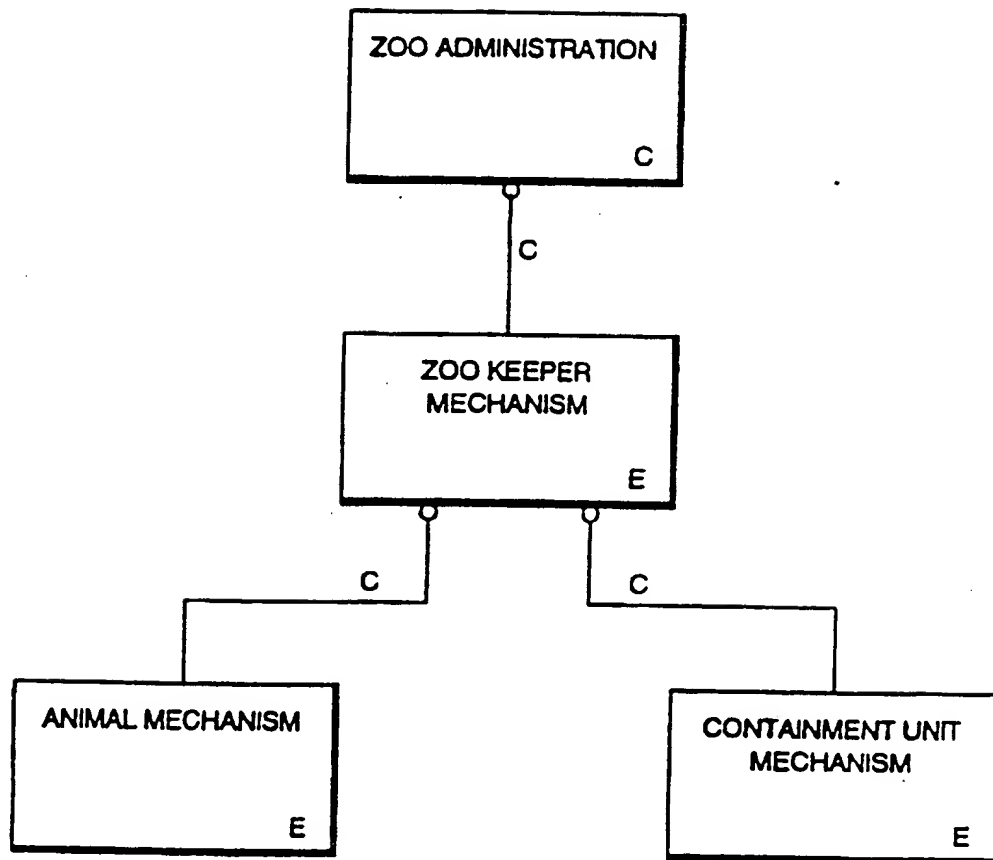 ZOO ADMINISTRATION
C
C
ZOO KEEPER
MECHANISM
E
C
C
ANIMAL MECHANISM
E
CONTAINMENT UNIT
MECHANISM
E